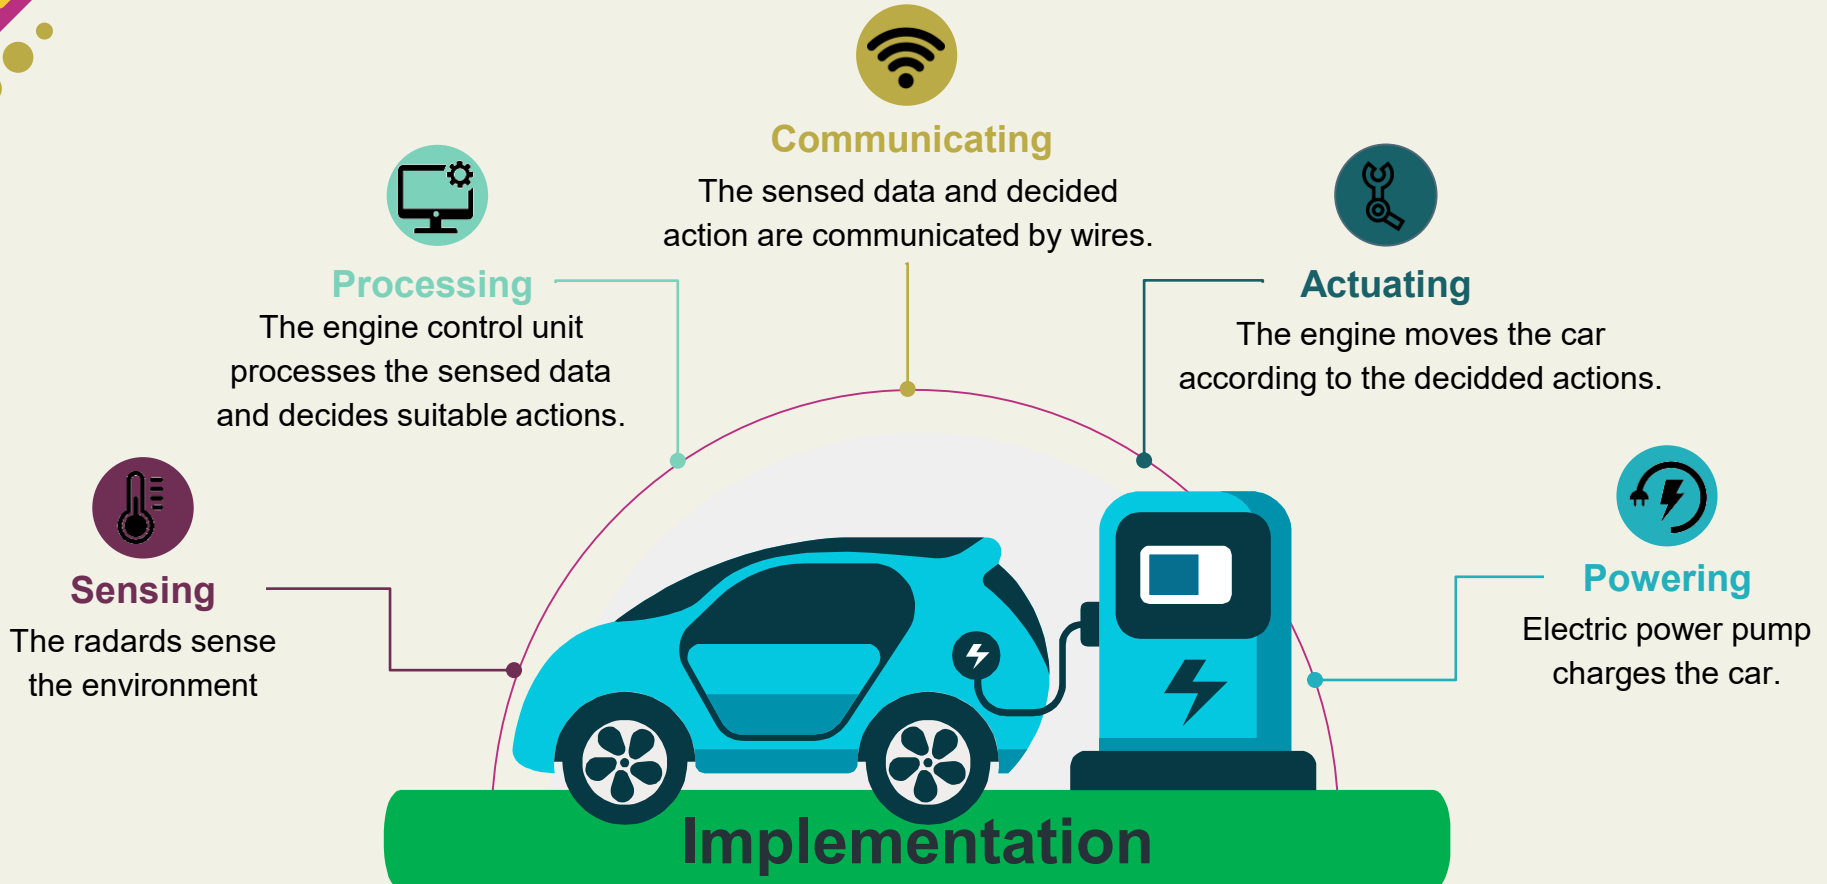 Communicating
The sensed data and decided
action are communicated by wires.
Processing
The engine control unit
processes the sensed data
and decides suitable actions.
Actuating
The engine moves the car
according to the decidded actions.
Sensing
The radards sense
the environment
Powering
Electric power pump
charges the car.
Implementation